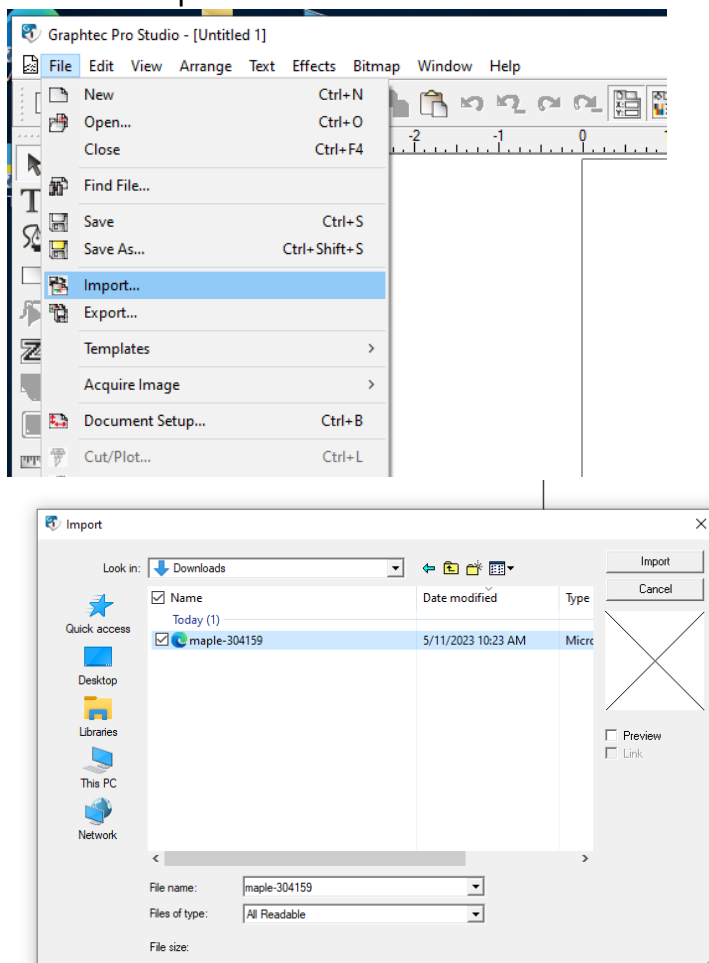 Graphtec Pro Studio - [Untitled 1]
File Edit View Arrange Text Effects Bitmap Window Help
New Ctrl+N
Open... Ctrl+O
Close Ctrl+F4
-2 -1 0
Find File...
Save Ctrl+S
Save As... Ctrl+Shift+S
Import...
Export...
Templates
Acquire Image
Document Setup... Ctrl+B
Cut/Plot... Ctrl+L
Import
Look in: Downloads
Import
Cancel
Name Date modified Type
Today (1)
maple-304159 5/11/2023 10:23 AM Micro
Quick access
Desktop
Libraries
This PC
Network
Preview
Link
File name: maple-304159
Files of type: All Readable
File size: